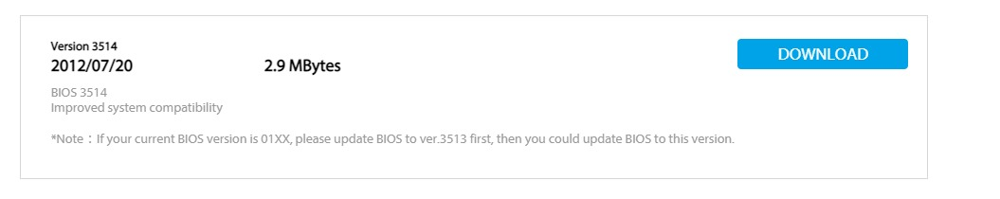 Version 3514
2012/07/20 2.9 MBytes DOWNLOAD
BIOS 3514
Improved system compatibility
*Note：If your current BIOS version is 01XX, please update BIOS to ver.3513 first, then you could update BIOS to this version.